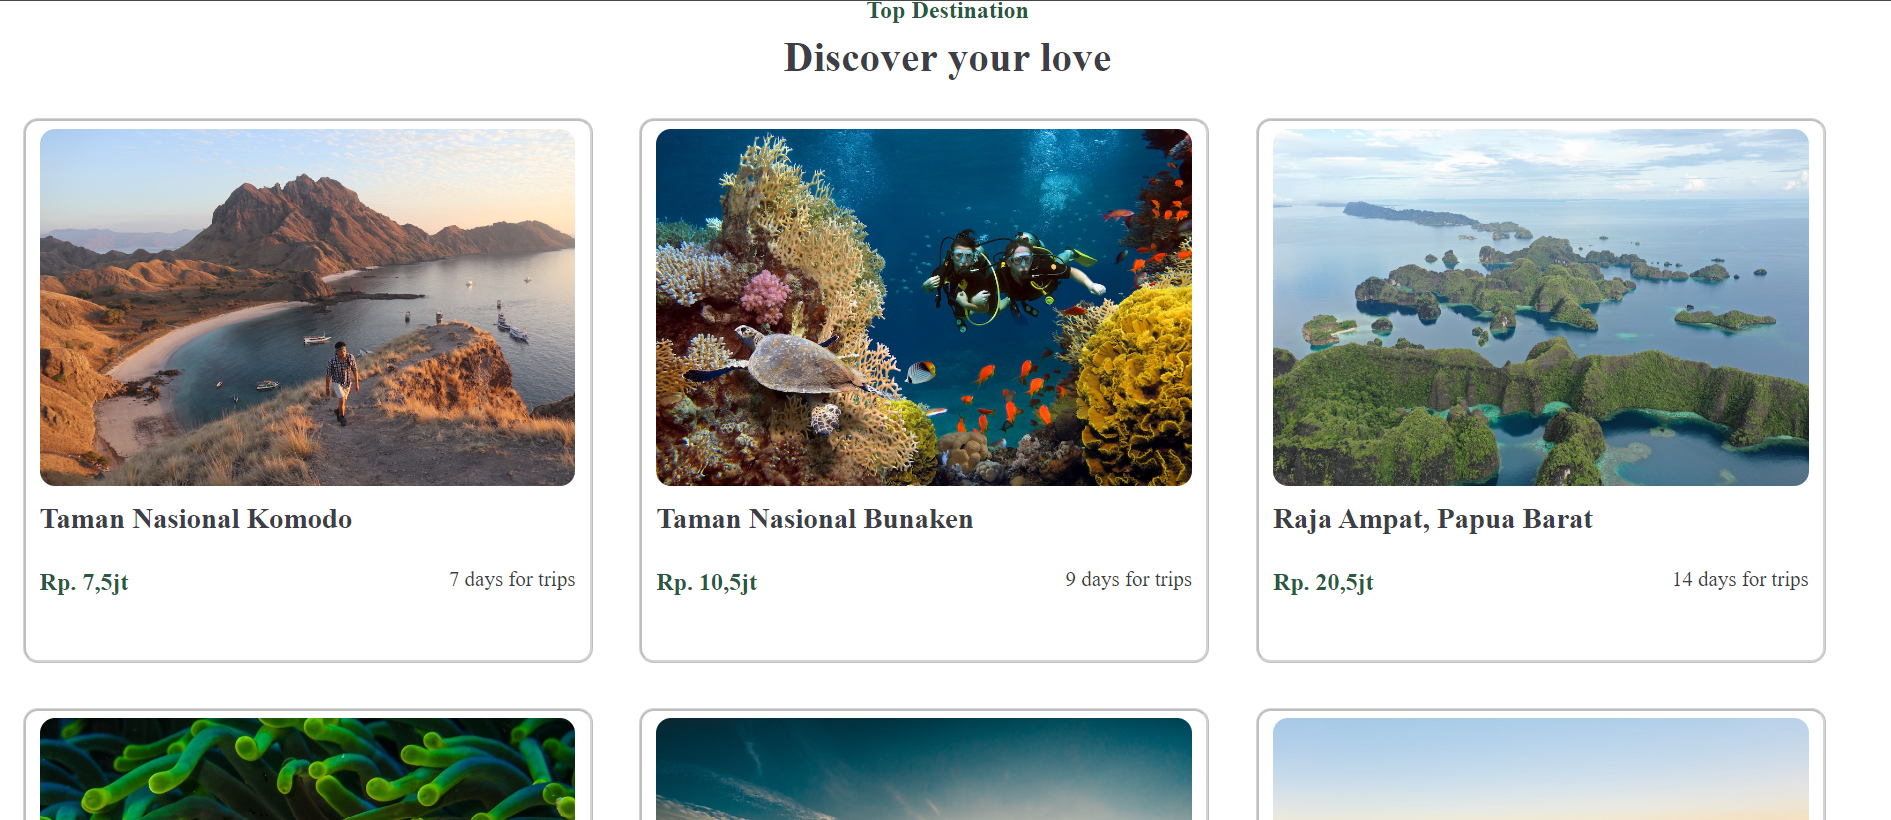 Top Destination
Discover your love
Taman Nasional Komodo
Rp. 7,5jt
7 days for trips
Taman Nasional Bunaken
Rp. 10,5jt
9 days for trips
Raja Ampat, Papua Barat
Rp. 20,5jt
14 days for trips